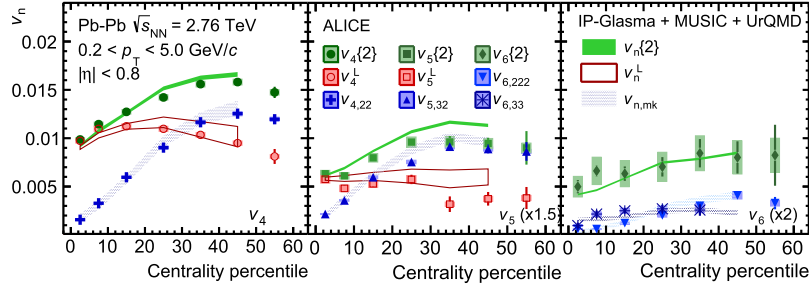 v_n
Pb-Pb √s_NN = 2.76 TeV
0.2 < p_T < 5.0 GeV/c
|η| < 0.8
0.02
0.015
0.01
0.005
v_4
0 10 20 30 40 50 60
Centrality percentile
ALICE
v_4{2} v_5{2} v_6{2}
v_4^L v_5^L v_6,222
v_4,22 v_5,32 v_6,33
v_5 (x1.5)
0 10 20 30 40 50 60
Centrality percentile
IP-Glasma + MUSIC + UrQMD
v_n{2}
v_n^L
v_n,mk
v_6 (x2)
0 10 20 30 40 50 60
Centrality percentile